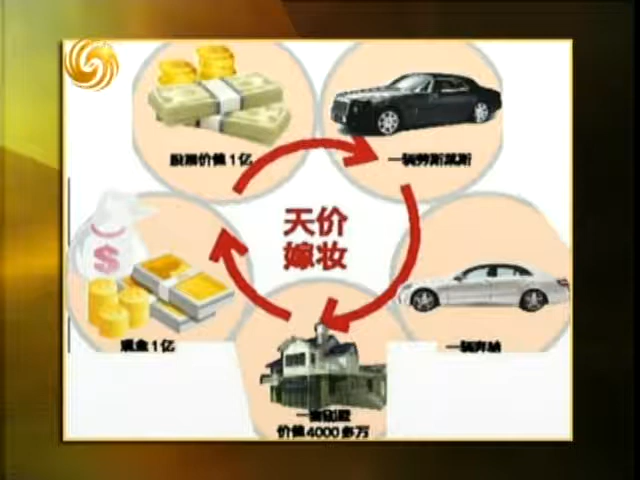 股票价值1亿
一辆劳斯莱斯
天价
嫁妆
现金1亿
一辆奔驰
一套别墅
价值4000多万